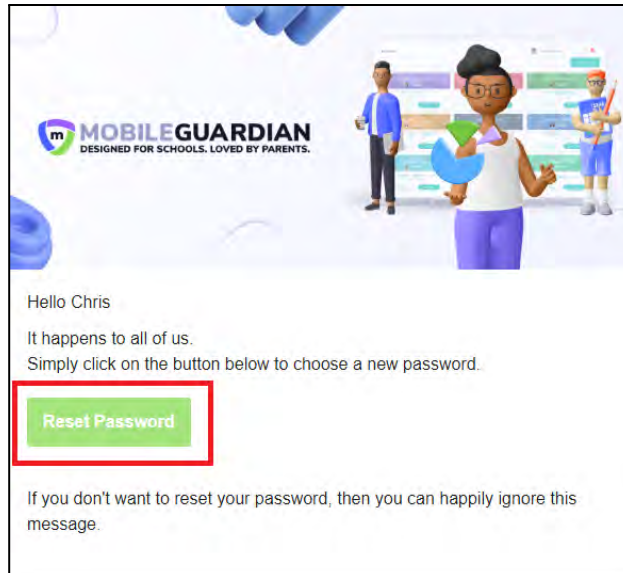 m MOBILEGUARDIAN
DESIGNED FOR SCHOOLS. LOVED BY PARENTS.
Hello Chris
It happens to all of us.
Simply click on the button below to choose a new password.
Reset Password
If you don't want to reset your password, then you can happily ignore this
message.